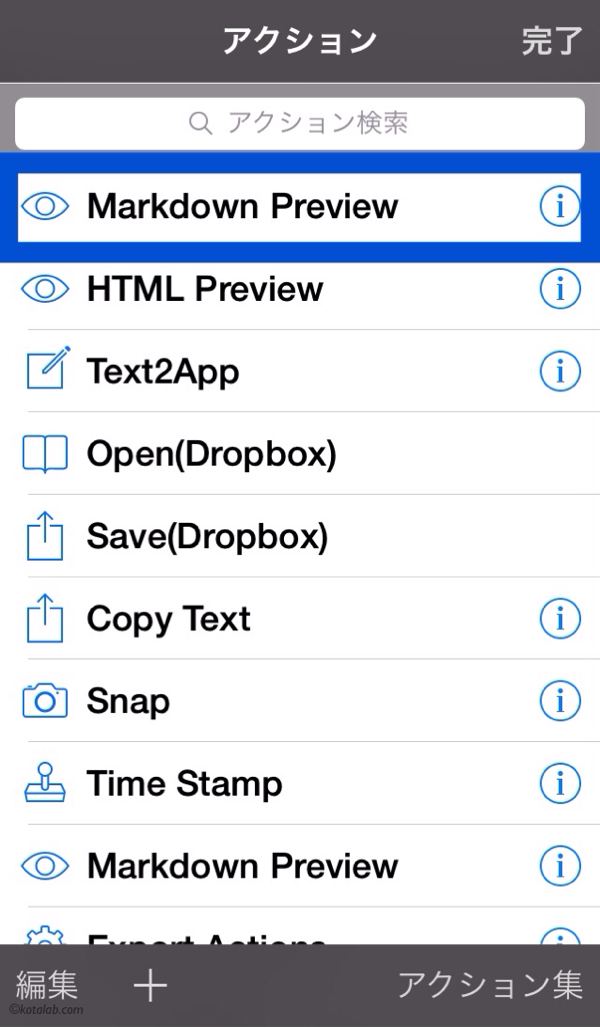 アクション 完了
アクション検索
Markdown Preview
HTML Preview
Text2App
Open(Dropbox)
Save(Dropbox)
Copy Text
Snap
Time Stamp
Markdown Preview
Export Actions
編集 + アクション集
©kotalab.com